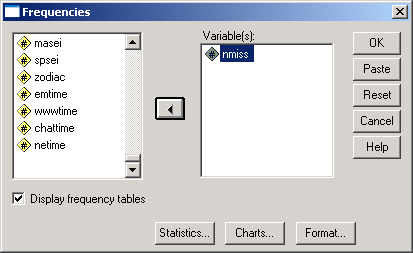 Frequencies
masei
spsei
zodiac
emtime
wwwtime
chattime
netime
Variable(s):
nmiss
OK
Paste
Reset
Cancel
Help
Display frequency tables
Statistics...
Charts...
Format...